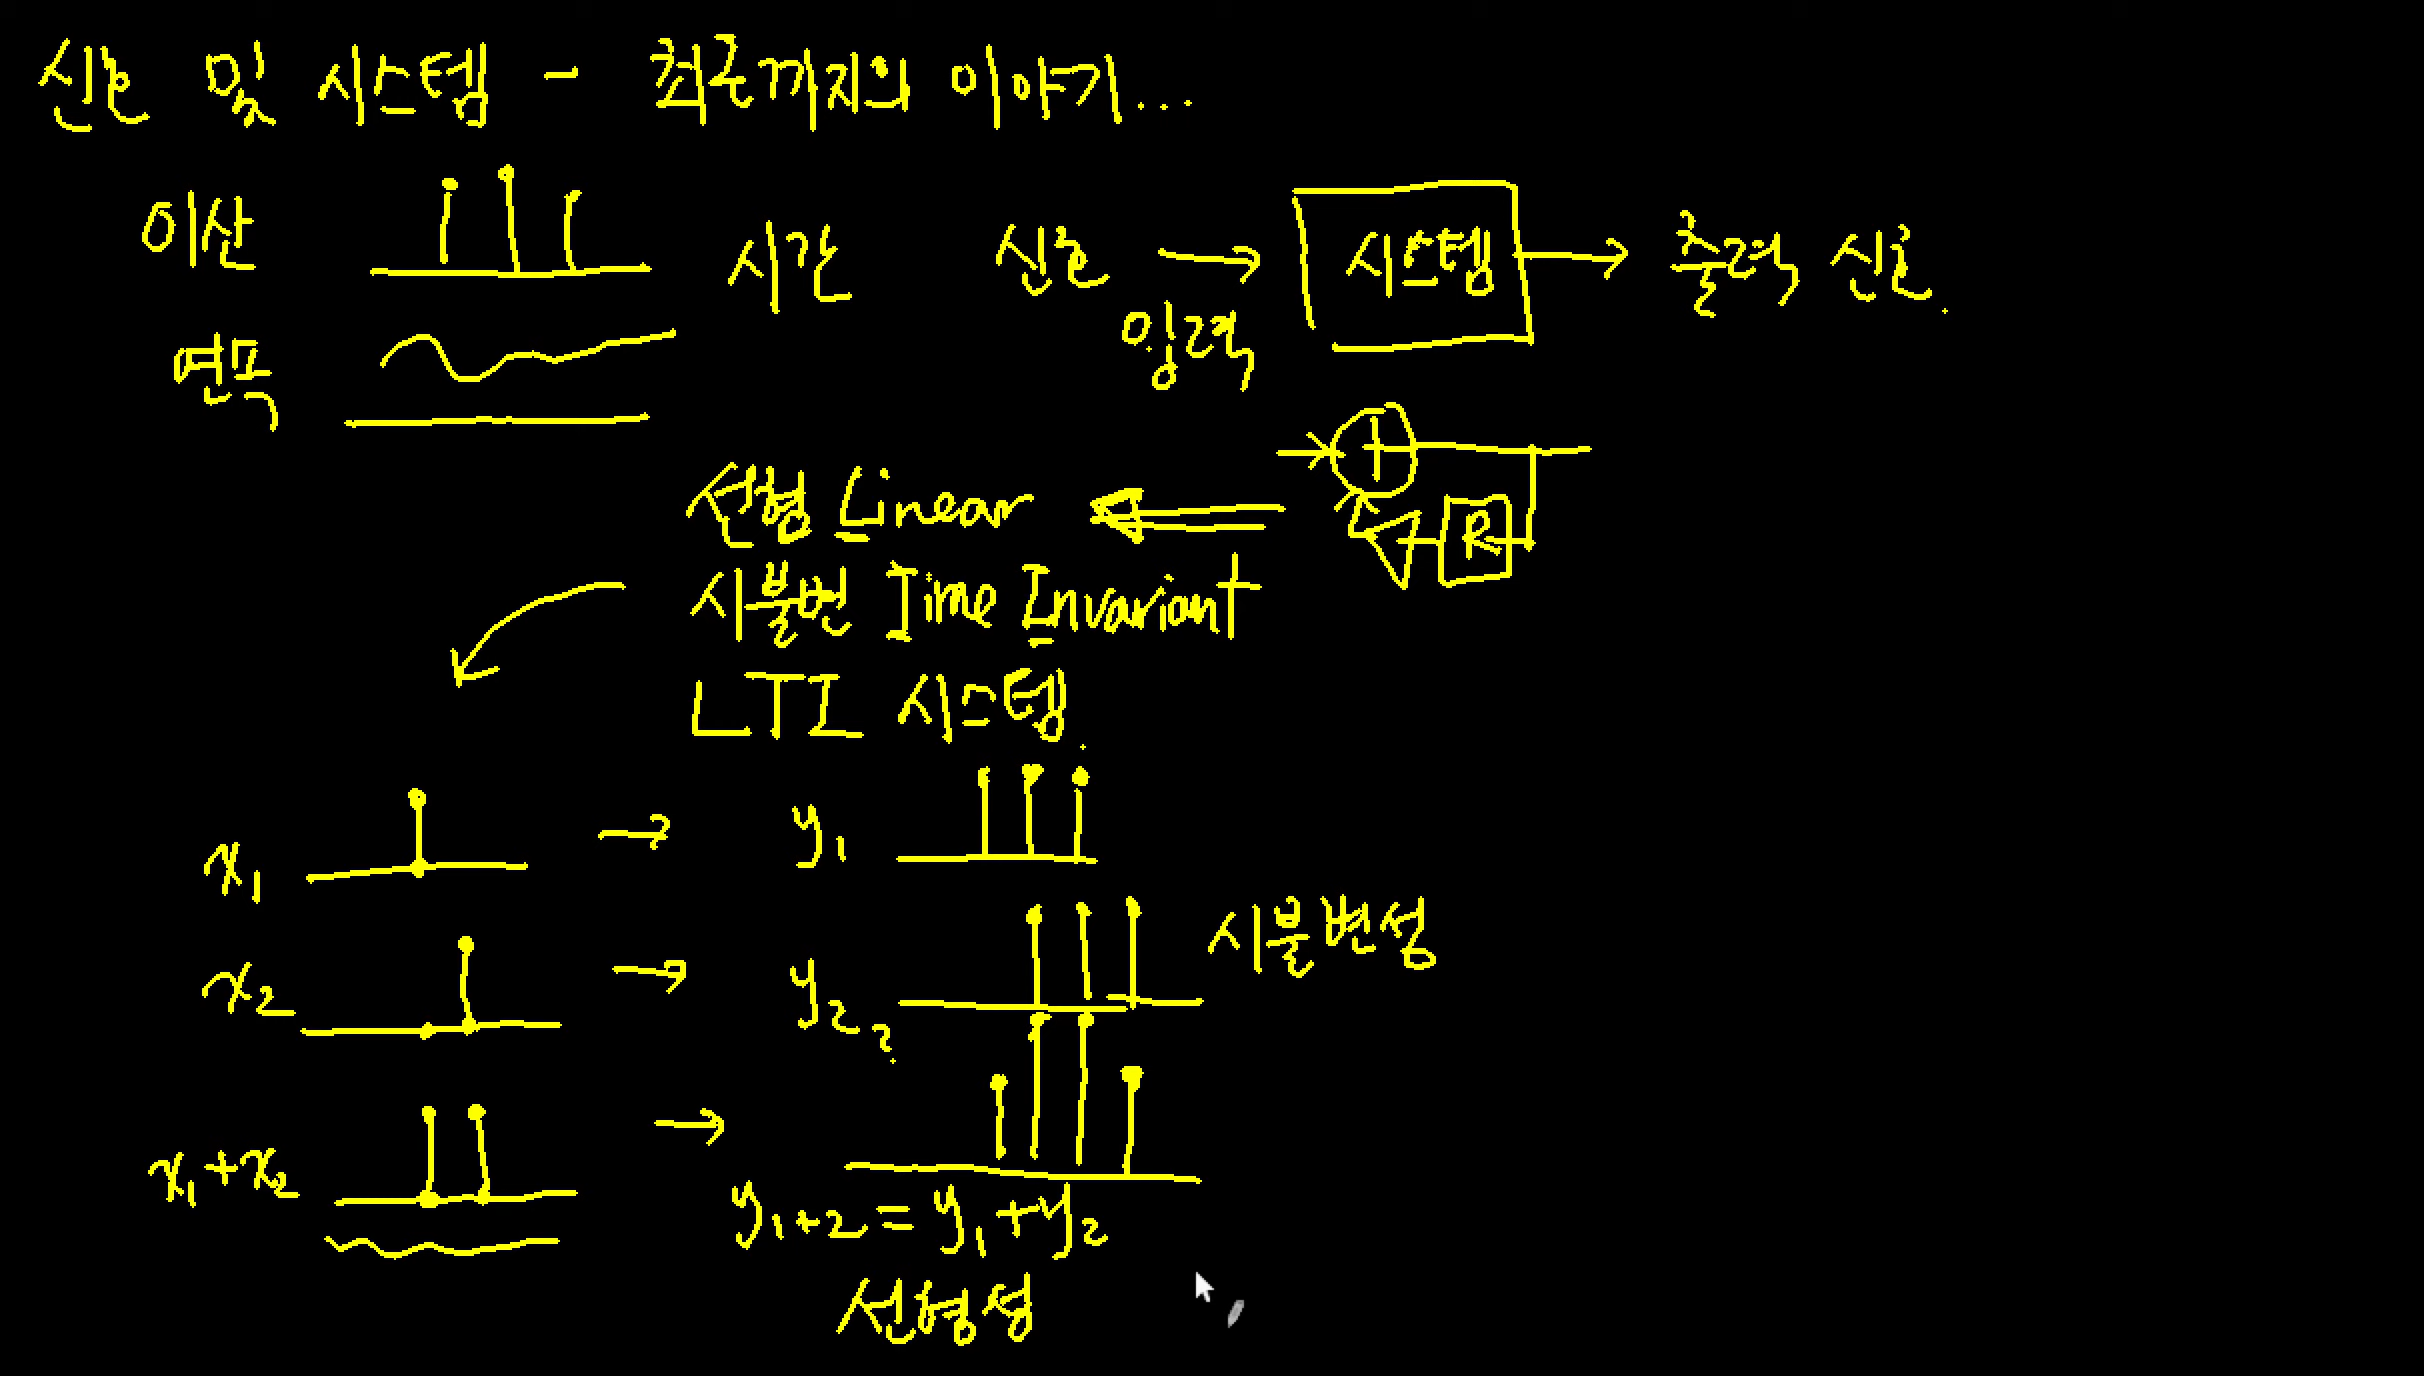 신호 및 시스템 - 최근까지의 이야기...
이산 시간 신호 → 시스템 → 출력 신호.
입력
연속
+
R
선형 Linear
시불변 Time Invariant
LTI 시스템.
x₁ → y₁
x₂ → y₂? 시불변성
x₁+x₂ →
y₁₊₂ = y₁+y₂
선형성